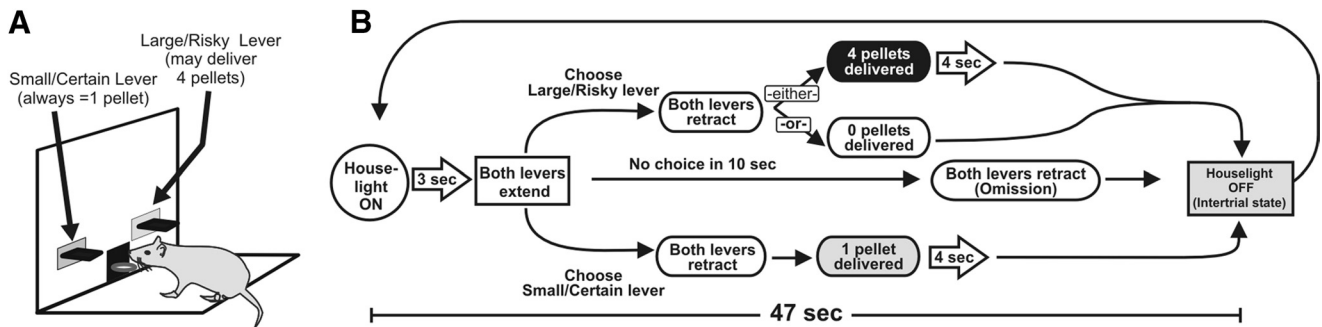 A
Large/Risky Lever
(may deliver
4 pellets)
Small/Certain Lever
(always =1 pellet)
B
House-
light
ON
3 sec
Both levers
extend
Choose
Large/Risky lever
Both levers
retract
-either-
-or-
4 pellets
delivered
4 sec
0 pellets
delivered
No choice in 10 sec
Both levers retract
(Omission)
Choose
Small/Certain lever
Both levers
retract
1 pellet
delivered
4 sec
Houselight
OFF
(Intertrial state)
47 sec